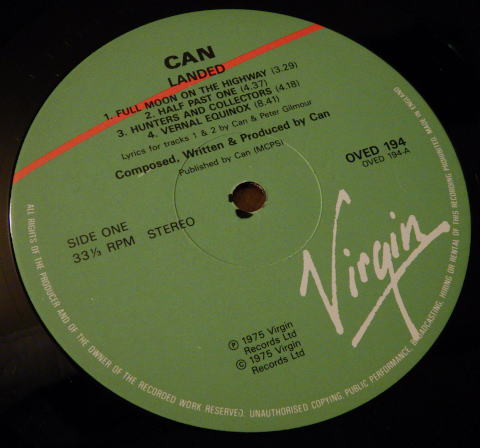 CAN
LANDED
1. FULL MOON ON THE HIGHWAY (3.29)
2. HALF PAST ONE (4.37)
3. HUNTERS AND COLLECTORS (4.18)
4. VERNAL EQUINOX (8.41)
Lyrics for tracks 1 & 2 by Can & Peter Gilmour
Composed, Written & Produced by Can
Published by Can (MCPS)
OVED 194
OVED 194-A
SIDE ONE
33⅓ RPM STEREO
Virgin
℗ 1975 Virgin
Records Ltd
© 1975 Virgin
Records Ltd
ALL RIGHTS OF THE PRODUCER AND OF THE OWNER OF THE RECORDED WORK RESERVED. UNAUTHORISED COPYING, PUBLIC PERFORMANCE, BROADCASTING, HIRING OR RENTAL OF THIS RECORDING PROHIBITED. MADE IN ENGLAND